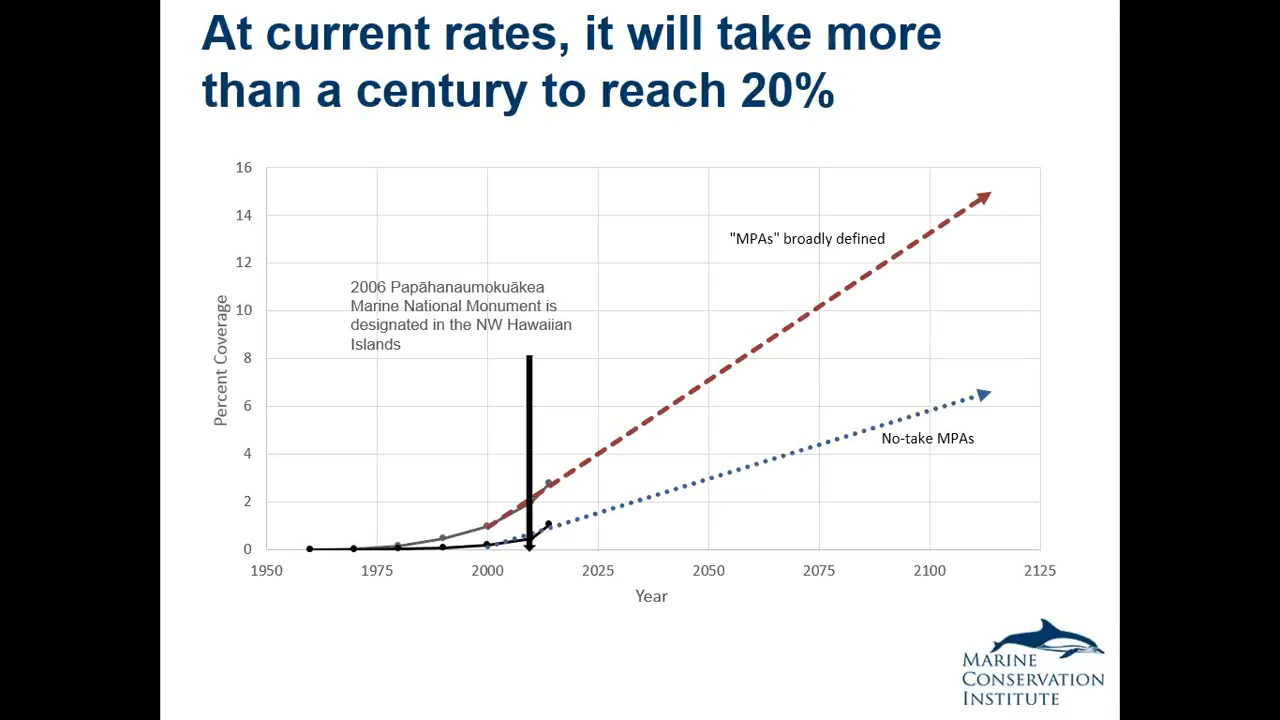 At current rates, it will take more
than a century to reach 20%
16
14
12
10
8
6
4
2
0
Percent Coverage
"MPAs" broadly defined
2006 Papāhanaumokuākea
Marine National Monument is
designated in the NW Hawaiian
Islands
No-take MPAs
1950 1975 2000 2025 2050 2075 2100 2125
Year
MARINE
CONSERVATION
INSTITUTE